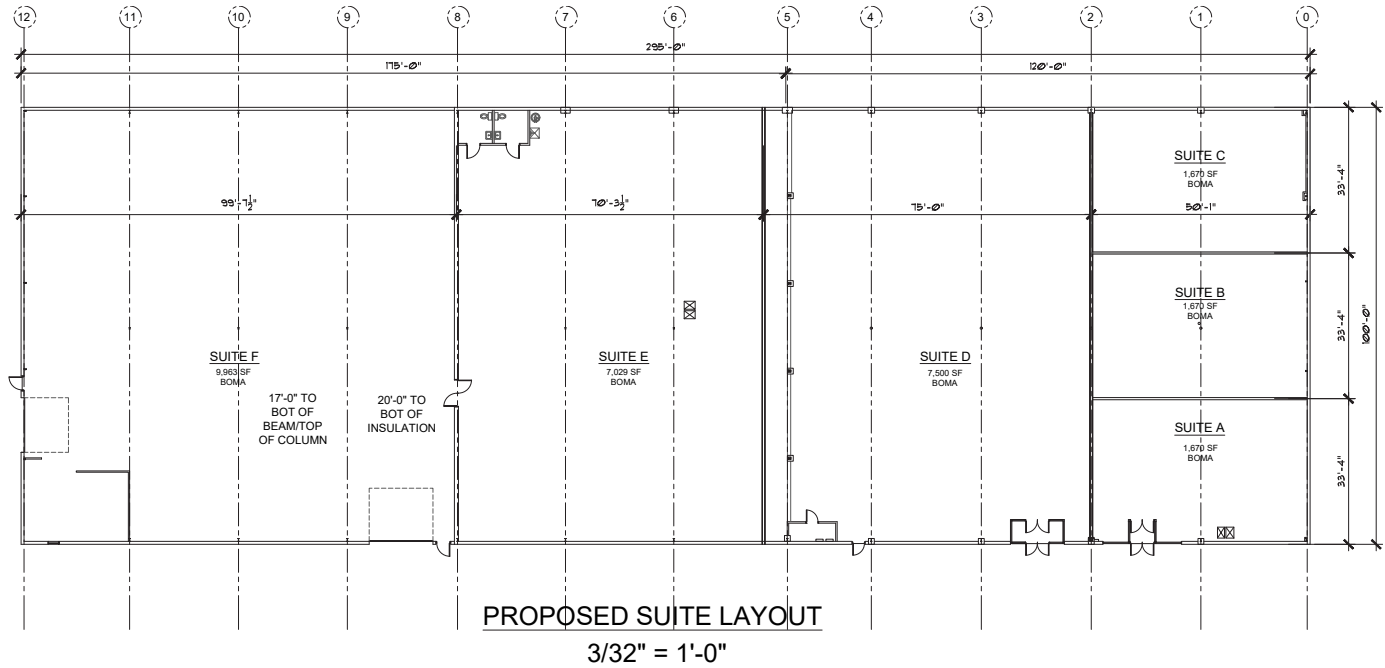 12 11 10 9 8 7 6 5 4 3 2 1 0
295'-0"
175'-0" 120'-0"
SUITE C
1,670 SF
BOMA
33'-4"
99'-7½" 70'-3½" 75'-0" 50'-1"
SUITE B
1,670 SF
BOMA
33'-4"
100'-0"
SUITE F
9,963 SF
BOMA
SUITE E
7,029 SF
BOMA
SUITE D
7,500 SF
BOMA
17'-0" TO
BOT OF
BEAM/TOP
OF COLUMN
20'-0" TO
BOT OF
INSULATION
SUITE A
1,670 SF
BOMA
33'-4"
PROPOSED SUITE LAYOUT
3/32" = 1'-0"